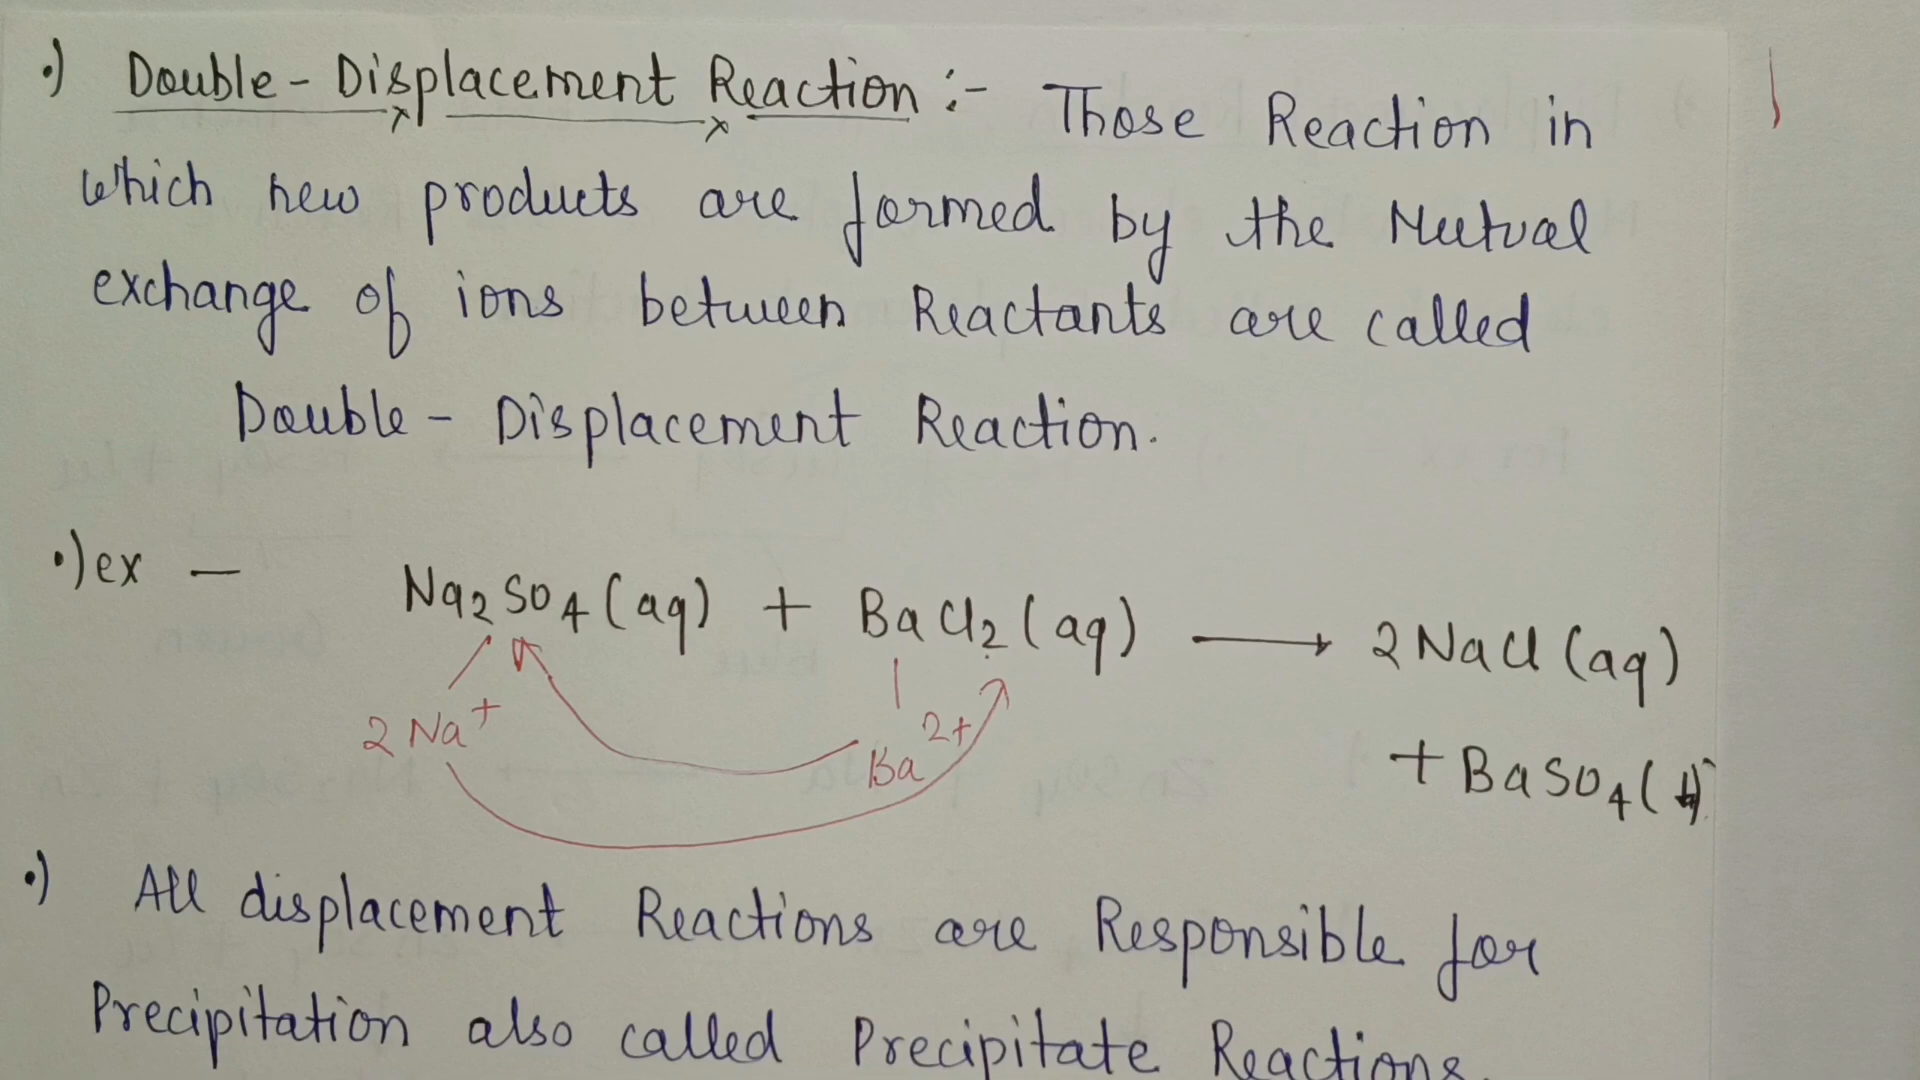 •) Double - Displacement Reaction :- Those Reaction in
which new products are formed by the Mutual
exchange of ions between Reactants are called
Double - Displacement Reaction.
•) ex - Na2SO4 (aq) + BaCl2 (aq) → 2NaCl (aq)
+ BaSO4 (↓)
2Na+ Ba2+
•) All displacement Reactions are Responsible for
Precipitation also called Precipitate Reactions.